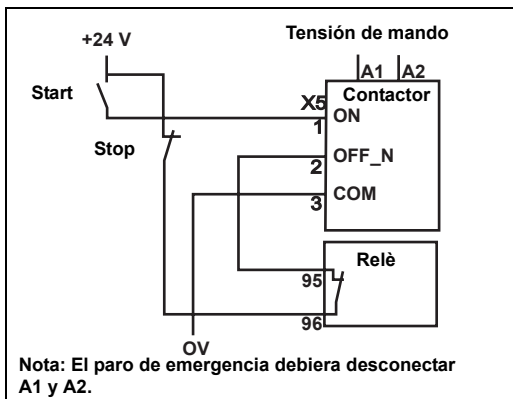 Tensión de mando
+24 V
A1 A2
Start
X5 Contactor
1 ON
Stop
2 OFF_N
3 COM
Relè
95
96
OV
Nota: El paro de emergencia debiera desconectar
A1 y A2.